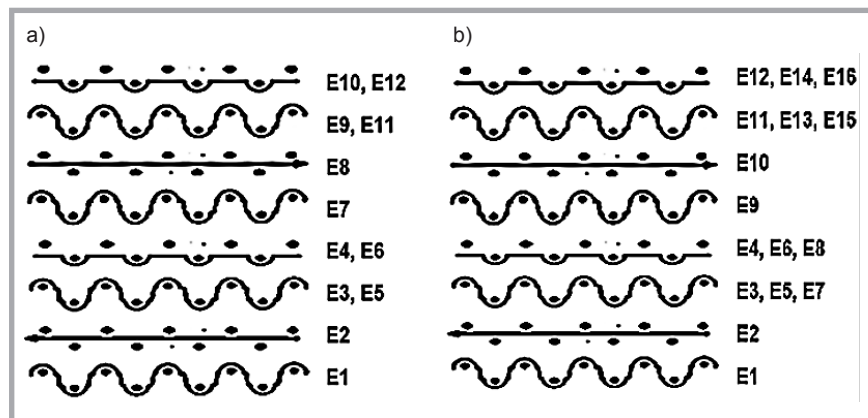 a)
E10, E12
E9, E11
E8
E7
E4, E6
E3, E5
E2
E1
b)
E12, E14, E16
E11, E13, E15
E10
E9
E4, E6, E8
E3, E5, E7
E2
E1